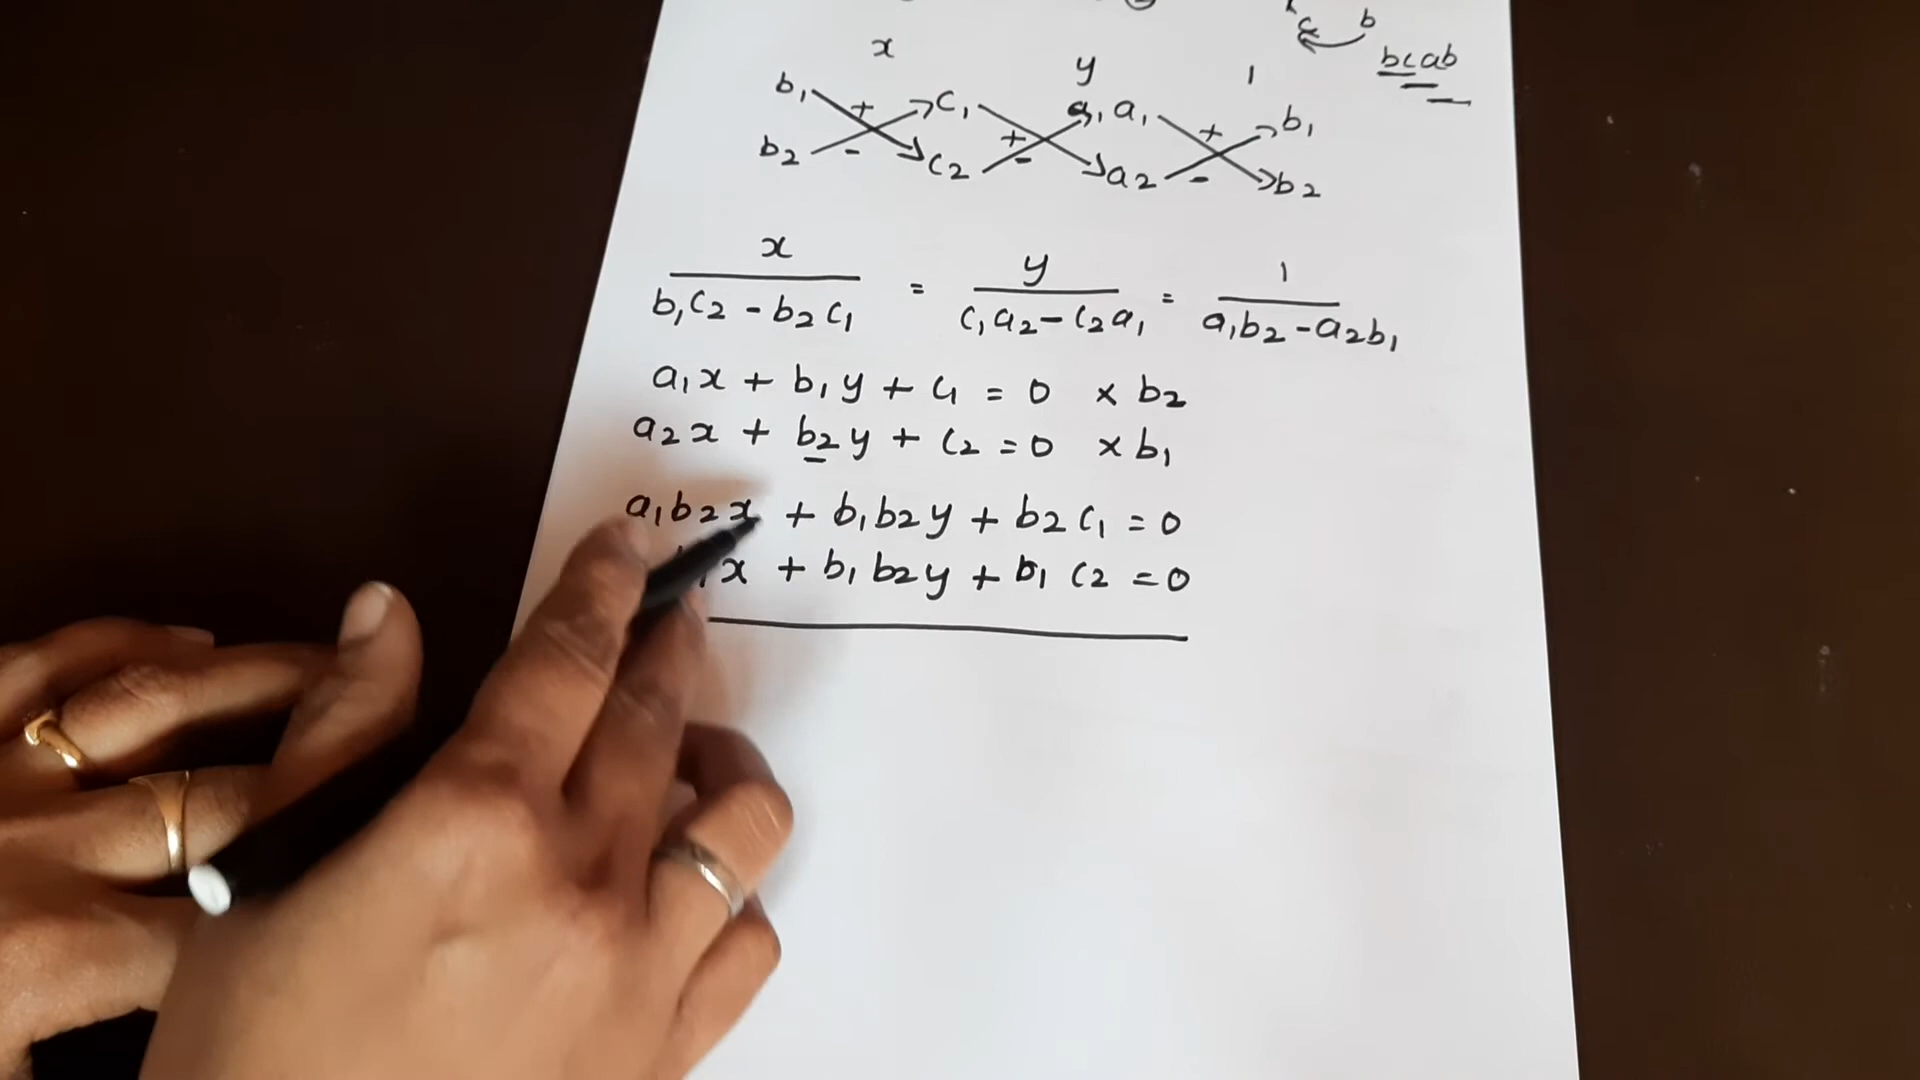 b
bcab
x y 1
b₁ c₁ a₁ a₁ b₁
+ + +
- - -
b₂ c₂ a₂ b₂
x y 1
= =
b₁c₂ - b₂c₁ c₁a₂ - c₂a₁ a₁b₂ - a₂b₁
a₁x + b₁y + c₁ = 0 × b₂
a₂x + b₂y + c₂ = 0 × b₁
a₁b₂x + b₁b₂y + b₂c₁ = 0
x + b₁b₂y + b₁c₂ = 0